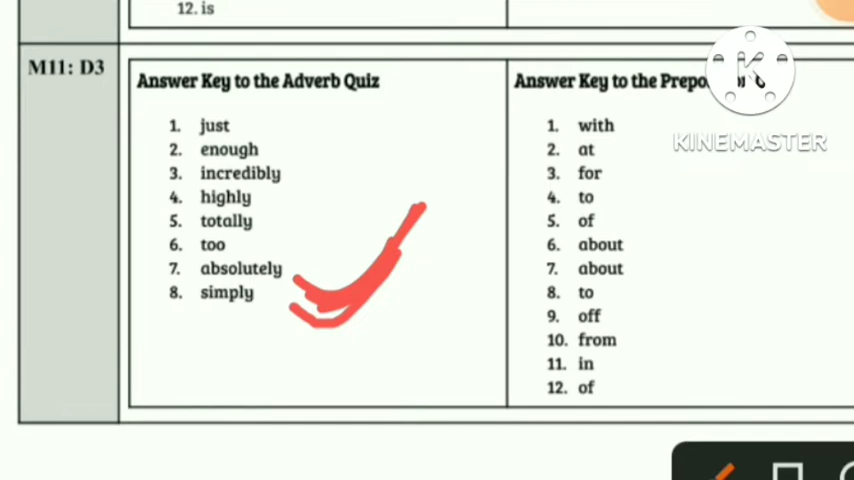 12. is
M11: D3
Answer Key to the Adverb Quiz
1. just
2. enough
3. incredibly
4. highly
5. totally
6. too
7. absolutely
8. simply
Answer Key to the
1. with
2. at
3. for
4. to
5. of
6. about
7. about
8. to
9. off
10. from
11. in
12. of
KINEMASTER